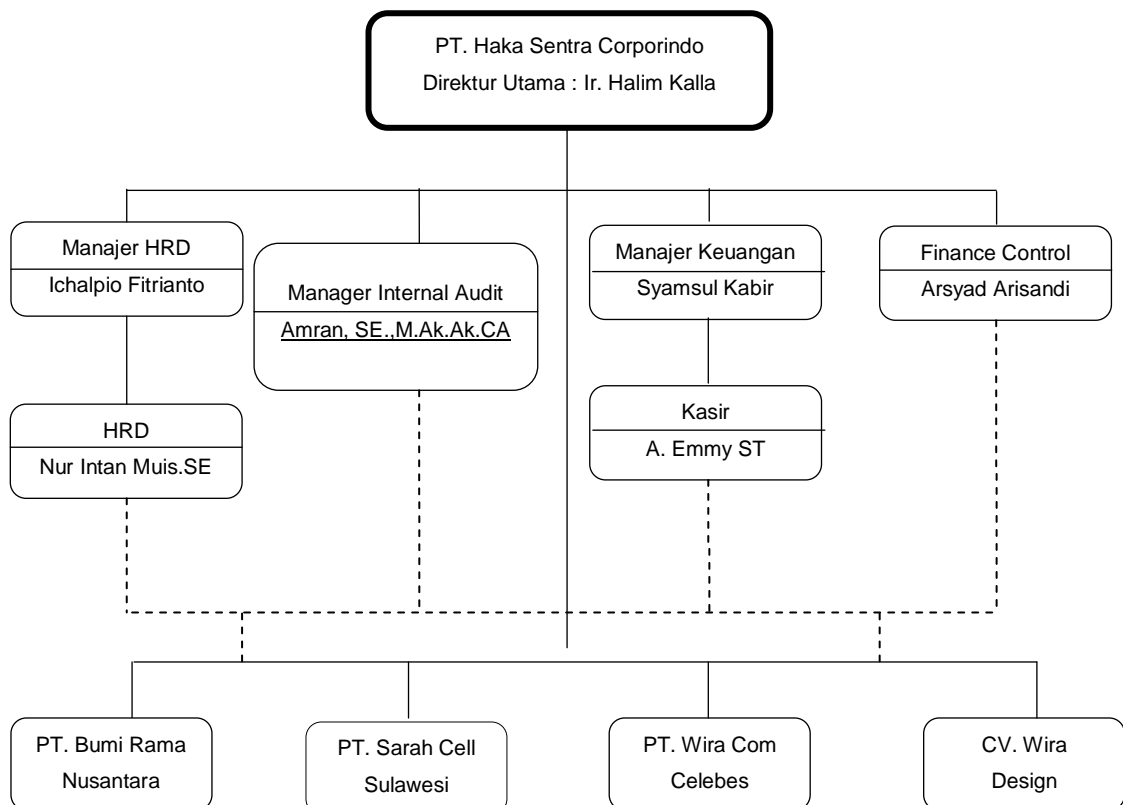 PT. Haka Sentra Corporindo
Direktur Utama : Ir. Halim Kalla
Manajer HRD
Ichalpio Fitrianto
Manager Internal Audit
Amran, SE.,M.Ak.Ak.CA
Manajer Keuangan
Syamsul Kabir
Finance Control
Arsyad Arisandi
HRD
Nur Intan Muis.SE
Kasir
A. Emmy ST
PT. Bumi Rama
Nusantara
PT. Sarah Cell
Sulawesi
PT. Wira Com
Celebes
CV. Wira
Design